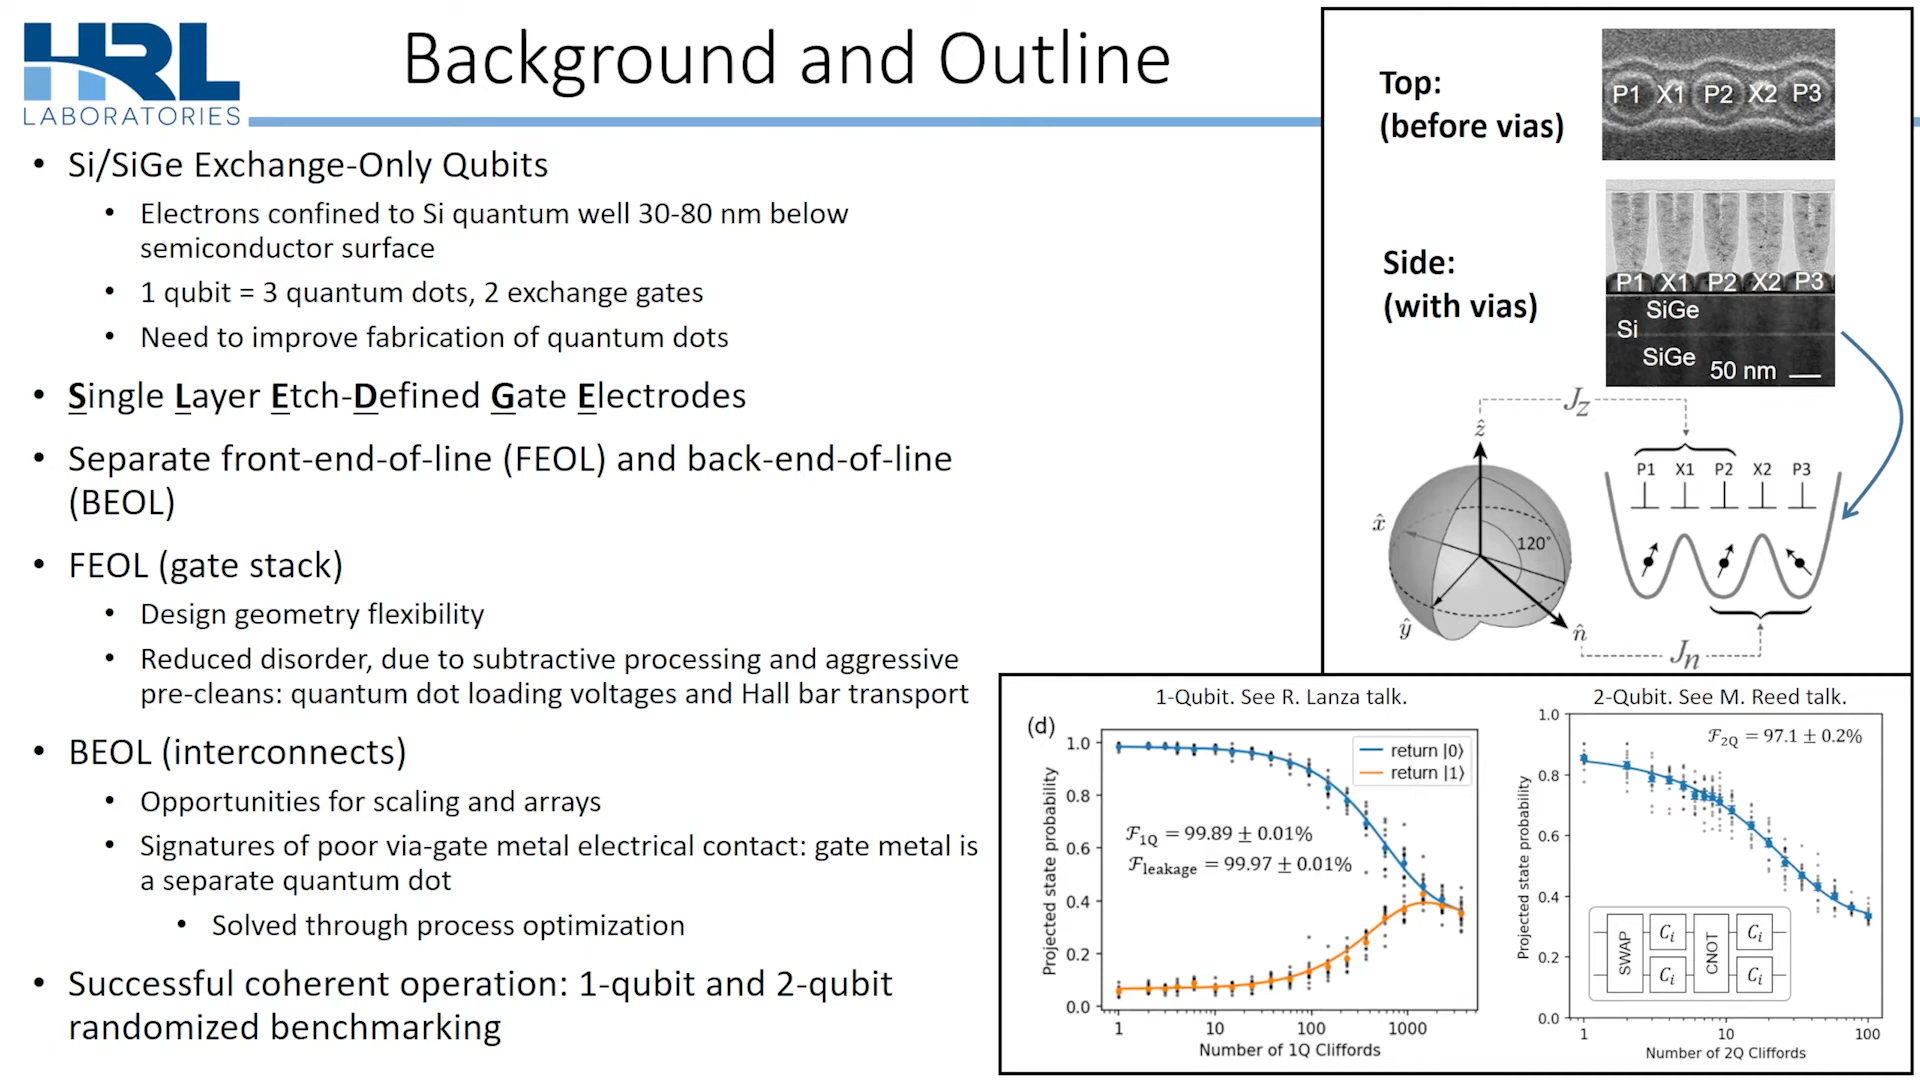 HRL
LABORATORIES
Background and Outline
• Si/SiGe Exchange-Only Qubits
• Electrons confined to Si quantum well 30-80 nm below
semiconductor surface
• 1 qubit = 3 quantum dots, 2 exchange gates
• Need to improve fabrication of quantum dots
• Single Layer Etch-Defined Gate Electrodes
• Separate front-end-of-line (FEOL) and back-end-of-line
(BEOL)
• FEOL (gate stack)
• Design geometry flexibility
• Reduced disorder, due to subtractive processing and aggressive
pre-cleans: quantum dot loading voltages and Hall bar transport
• BEOL (interconnects)
• Opportunities for scaling and arrays
• Signatures of poor via-gate metal electrical contact: gate metal is
a separate quantum dot
• Solved through process optimization
• Successful coherent operation: 1-qubit and 2-qubit
randomized benchmarking
Top:
(before vias)
P1 X1 P2 X2 P3
Side:
(with vias)
P1 X1 P2 X2 P3
SiGe
Si
SiGe
50 nm
J_z
ẑ
P1 X1 P2 X2 P3
x̂
120°
ŷ
n̂
J_n
1-Qubit. See R. Lanza talk.
(d)
return |0⟩
return |1⟩
ℱ_1Q = 99.89 ± 0.01%
ℱ_leakage = 99.97 ± 0.01%
Projected state probability
1.0
0.8
0.6
0.4
0.2
0.0
1 10 100 1000
Number of 1Q Cliffords
2-Qubit. See M. Reed talk.
ℱ_2Q = 97.1 ± 0.2%
Projected state probability
1.0
0.8
0.6
0.4
0.2
0.0
SWAP C_i CNOT C_i
C_i C_i
1 10 100
Number of 2Q Cliffords